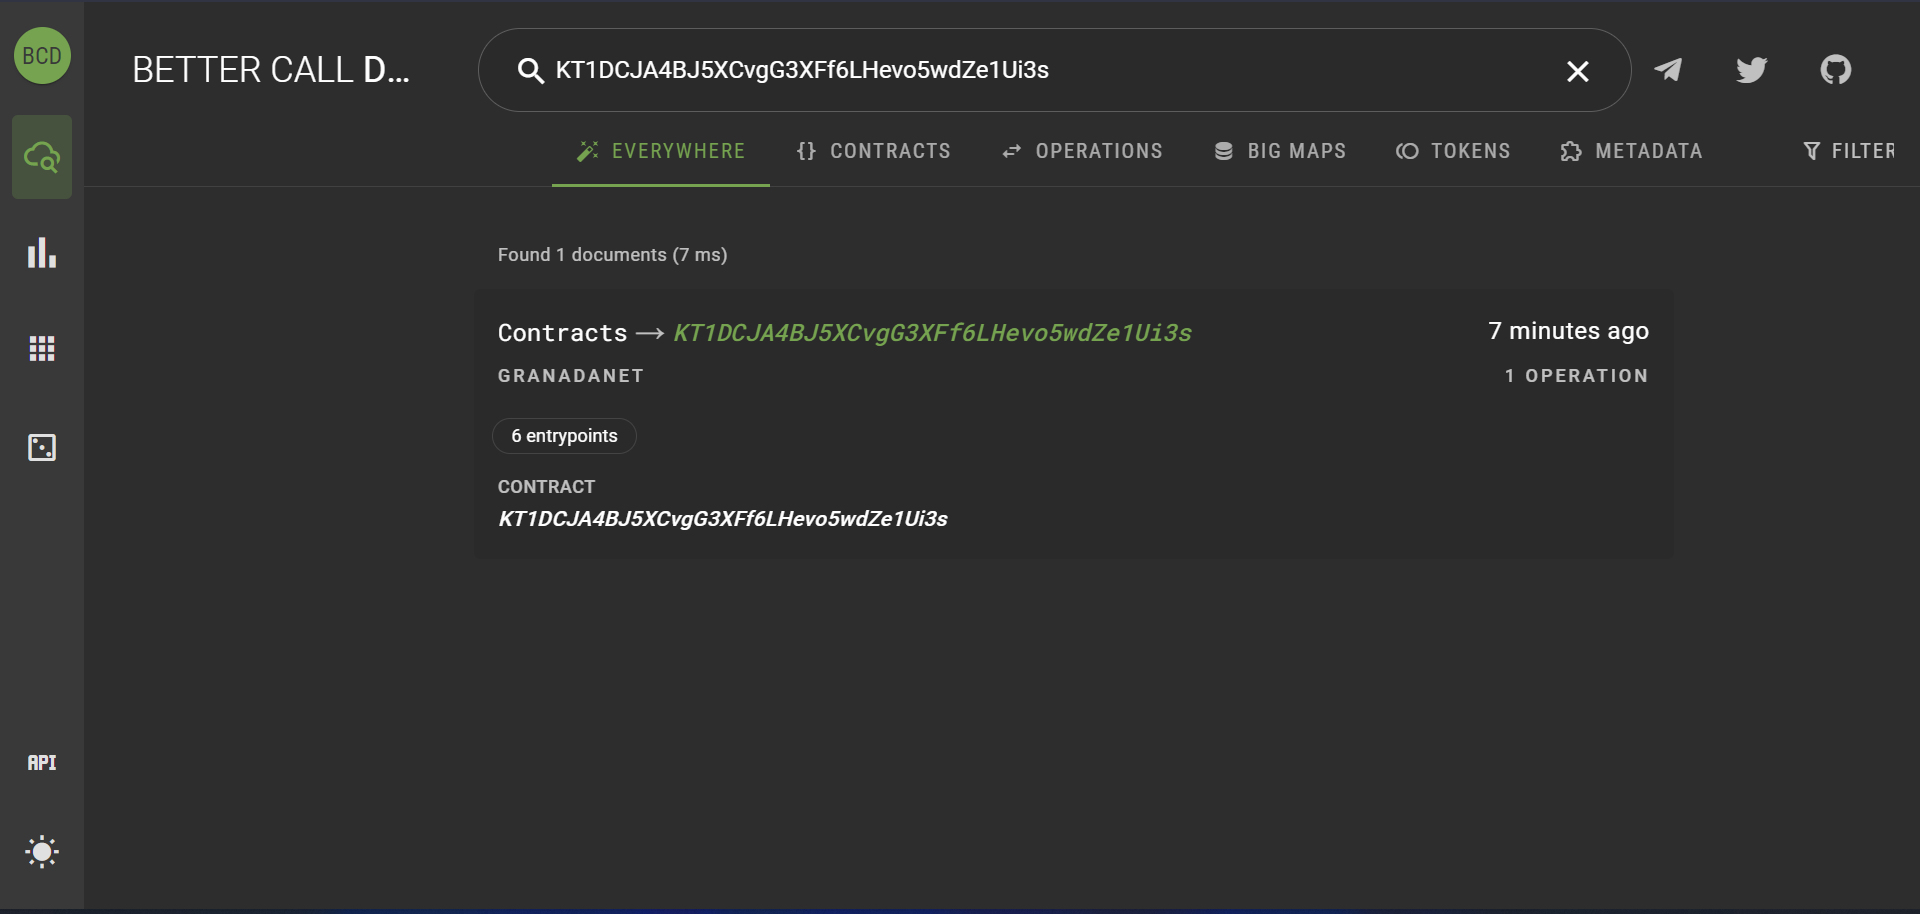 BCD
BETTER CALL D...
KT1DCJA4BJ5XCvgG3XFf6LHevo5wdZe1Ui3s
EVERYWHERE
{} CONTRACTS
OPERATIONS
BIG MAPS
TOKENS
METADATA
FILTER
Found 1 documents (7 ms)
Contracts → KT1DCJA4BJ5XCvgG3XFf6LHevo5wdZe1Ui3s
7 minutes ago
GRANADANET
1 OPERATION
6 entrypoints
CONTRACT
KT1DCJA4BJ5XCvgG3XFf6LHevo5wdZe1Ui3s
API